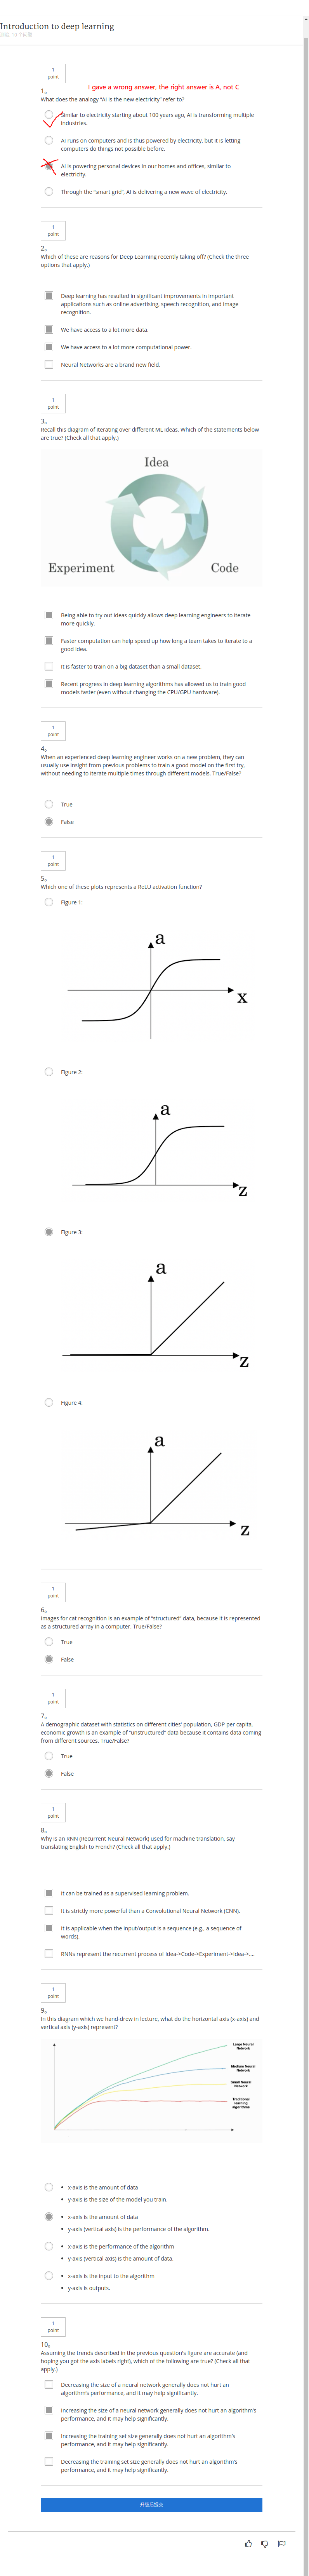 Introduction to deep learning
测验, 10 个问题
1
point
I gave a wrong answer, the right answer is A, not C
1。
What does the analogy “AI is the new electricity” refer to?
Similar to electricity starting about 100 years ago, AI is transforming multiple
industries.
AI runs on computers and is thus powered by electricity, but it is letting
computers do things not possible before.
AI is powering personal devices in our homes and offices, similar to
electricity.
Through the “smart grid”, AI is delivering a new wave of electricity.
1
point
2。
Which of these are reasons for Deep Learning recently taking off? (Check the three
options that apply.)
Deep learning has resulted in significant improvements in important
applications such as online advertising, speech recognition, and image
recognition.
We have access to a lot more data.
We have access to a lot more computational power.
Neural Networks are a brand new field.
1
point
3。
Recall this diagram of iterating over different ML ideas. Which of the statements below
are true? (Check all that apply.)
Idea
Experiment
Code
Being able to try out ideas quickly allows deep learning engineers to iterate
more quickly.
Faster computation can help speed up how long a team takes to iterate to a
good idea.
It is faster to train on a big dataset than a small dataset.
Recent progress in deep learning algorithms has allowed us to train good
models faster (even without changing the CPU/GPU hardware).
1
point
4。
When an experienced deep learning engineer works on a new problem, they can
usually use insight from previous problems to train a good model on the first try,
without needing to iterate multiple times through different models. True/False?
True
False
1
point
5。
Which one of these plots represents a ReLU activation function?
Figure 1:
a
x
Figure 2:
a
z
Figure 3:
a
z
Figure 4:
a
z
1
point
6。
Images for cat recognition is an example of “structured” data, because it is represented
as a structured array in a computer. True/False?
True
False
1
point
7。
A demographic dataset with statistics on different cities' population, GDP per capita,
economic growth is an example of “unstructured” data because it contains data coming
from different sources. True/False?
True
False
1
point
8。
Why is an RNN (Recurrent Neural Network) used for machine translation, say
translating English to French? (Check all that apply.)
It can be trained as a supervised learning problem.
It is strictly more powerful than a Convolutional Neural Network (CNN).
It is applicable when the input/output is a sequence (e.g., a sequence of
words).
RNNs represent the recurrent process of Idea->Code->Experiment->Idea->....
1
point
9。
In this diagram which we hand-drew in lecture, what do the horizontal axis (x-axis) and
vertical axis (y-axis) represent?
Large Neural
Network
Medium Neural
Network
Small Neural
Network
Traditional
learning
algorithms
• x-axis is the amount of data
• y-axis is the size of the model you train.
• x-axis is the amount of data
• y-axis (vertical axis) is the performance of the algorithm.
• x-axis is the performance of the algorithm
• y-axis (vertical axis) is the amount of data.
• x-axis is the input to the algorithm
• y-axis is outputs.
1
point
10。
Assuming the trends described in the previous question's figure are accurate (and
hoping you got the axis labels right), which of the following are true? (Check all that
apply.)
Decreasing the size of a neural network generally does not hurt an
algorithm’s performance, and it may help significantly.
Increasing the size of a neural network generally does not hurt an algorithm’s
performance, and it may help significantly.
Increasing the training set size generally does not hurt an algorithm’s
performance, and it may help significantly.
Decreasing the training set size generally does not hurt an algorithm’s
performance, and it may help significantly.
升级后提交